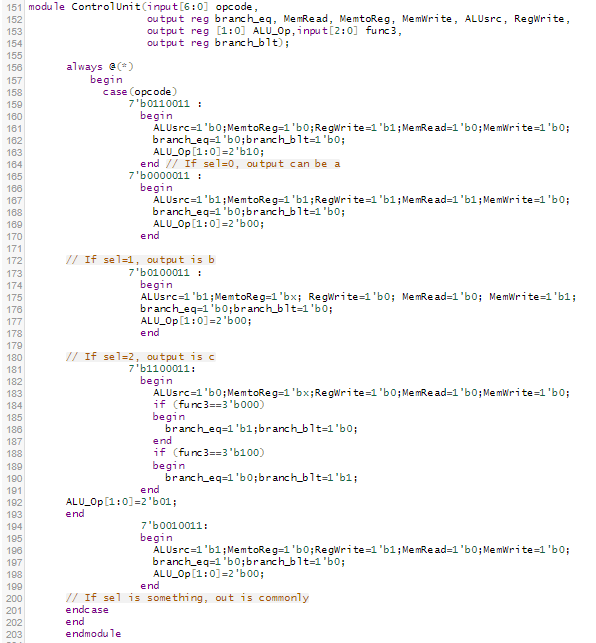 151 module ControlUnit(input[6:0] opcode,
152 output reg branch_eq, MemRead, MemtoReg, MemWrite, ALUsrc, RegWrite,
153 output reg [1:0] ALU_Op,input[2:0] func3,
154 output reg branch_blt);
155
156 always @(*)
157 begin
158 case(opcode)
159 7'b0110011 :
160 begin
161 ALUsrc=1'b0;MemtoReg=1'b0;RegWrite=1'b1;MemRead=1'b0;MemWrite=1'b0;
162 branch_eq=1'b0;branch_blt=1'b0;
163 ALU_Op[1:0]=2'b10;
164 end // If sel=0, output can be a
165 7'b0000011 :
166 begin
167 ALUsrc=1'b1;MemtoReg=1'b1;RegWrite=1'b1;MemRead=1'b1;MemWrite=1'b0;
168 branch_eq=1'b0;branch_blt=1'b0;
169 ALU_Op[1:0]=2'b00;
170 end
171
172 // If sel=1, output is b
173 7'b0100011 :
174 begin
175 ALUsrc=1'b1;MemtoReg=1'bx; RegWrite=1'b0; MemRead=1'b0; MemWrite=1'b1;
176 branch_eq=1'b0;branch_blt=1'b0;
177 ALU_Op[1:0]=2'b00;
178 end
179
180 // If sel=2, output is c
181 7'b1100011:
182 begin
183 ALUsrc=1'b0;MemtoReg=1'bx;RegWrite=1'b0;MemRead=1'b0;MemWrite=1'b0;
184 if (func3==3'b000)
185 begin
186 branch_eq=1'b1;branch_blt=1'b0;
187 end
188 if (func3==3'b100)
189 begin
190 branch_eq=1'b0;branch_blt=1'b1;
191 end
192 ALU_Op[1:0]=2'b01;
193 end
194 7'b0010011:
195 begin
196 ALUsrc=1'b1;MemtoReg=1'b0;RegWrite=1'b1;MemRead=1'b0;MemWrite=1'b0;
197 branch_eq=1'b0;branch_blt=1'b0;
198 ALU_Op[1:0]=2'b00;
199 end
200 // If sel is something, out is commonly
201 endcase
202 end
203 endmodule